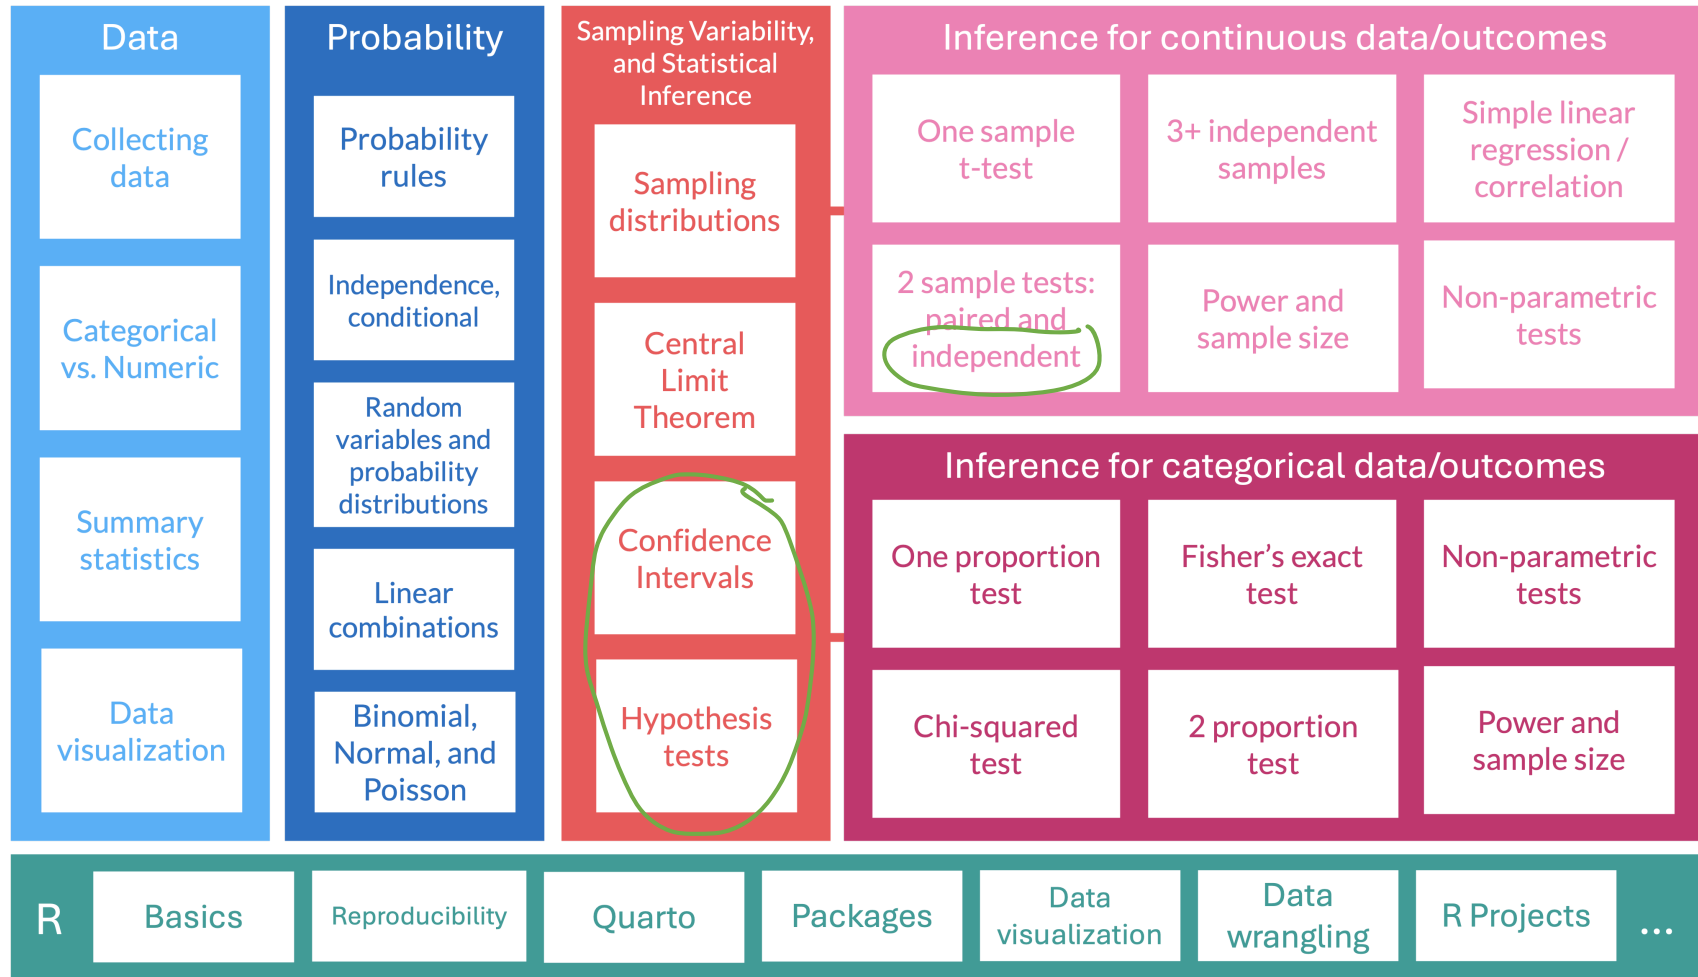 Data
Collecting
data
Categorical
vs. Numeric
Summary
statistics
Data
visualization
Probability
Probability
rules
Independence,
conditional
Random
variables and
probability
distributions
Linear
combinations
Binomial,
Normal, and
Poisson
Sampling Variability,
and Statistical
Inference
Sampling
distributions
Central
Limit
Theorem
Confidence
Intervals
Hypothesis
tests
Inference for continuous data/outcomes
One sample
t-test
3+ independent
samples
Simple linear
regression /
correlation
2 sample tests:
paired and
independent
Power and
sample size
Non-parametric
tests
Inference for categorical data/outcomes
One proportion
test
Fisher’s exact
test
Non-parametric
tests
Chi-squared
test
2 proportion
test
Power and
sample size
R
Basics
Reproducibility
Quarto
Packages
Data
visualization
Data
wrangling
R Projects
...